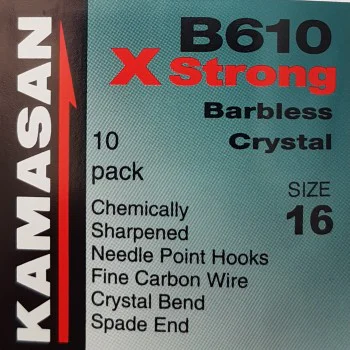 KAMASAN
B610
X Strong
Barbless
Crystal
10
pack
SIZE
16
Chemically
Sharpened
Needle Point Hooks
Fine Carbon Wire
Crystal Bend
Spade End